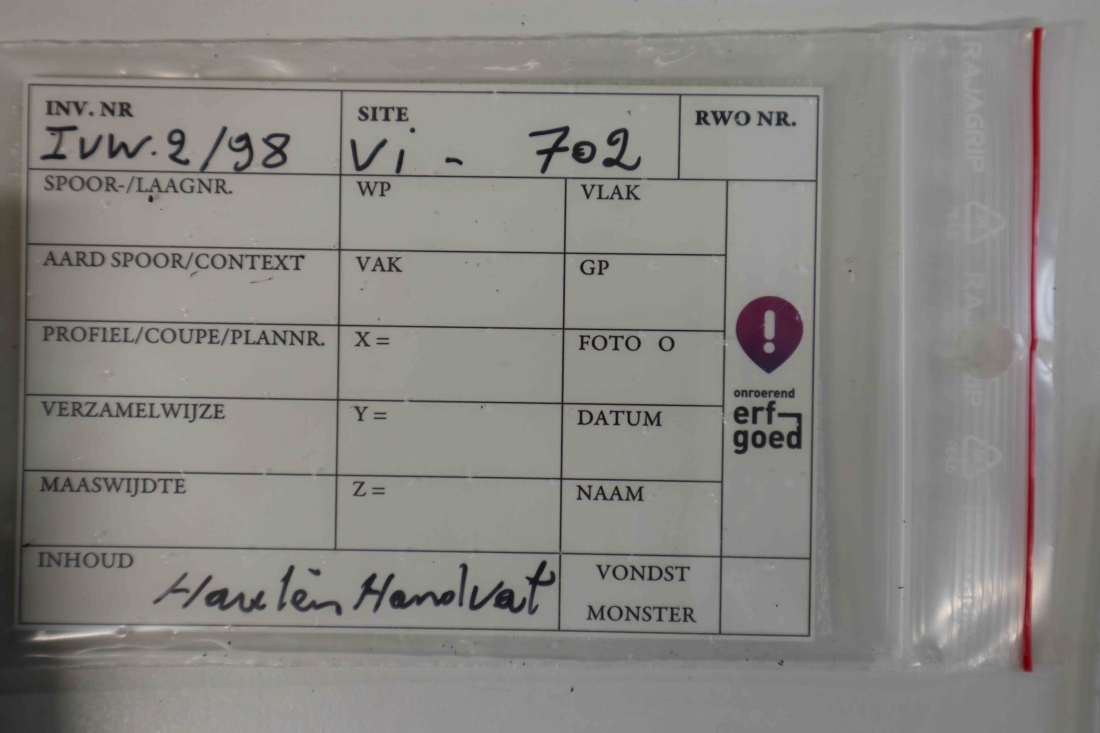 INV. NR
IVW.2/98
SITE
Vi - 702
RWO NR.
SPOOR-/LAAGNR.
WP
VLAK
AARD SPOOR/CONTEXT
VAK
GP
PROFIEL/COUPE/PLANNR.
X =
FOTO O
VERZAMELWIJZE
Y =
DATUM
MAASWIJDTE
Z =
NAAM
INHOUD
Handvat
VONDST
MONSTER
onroerend
erf-
goed
RAJAGRIP